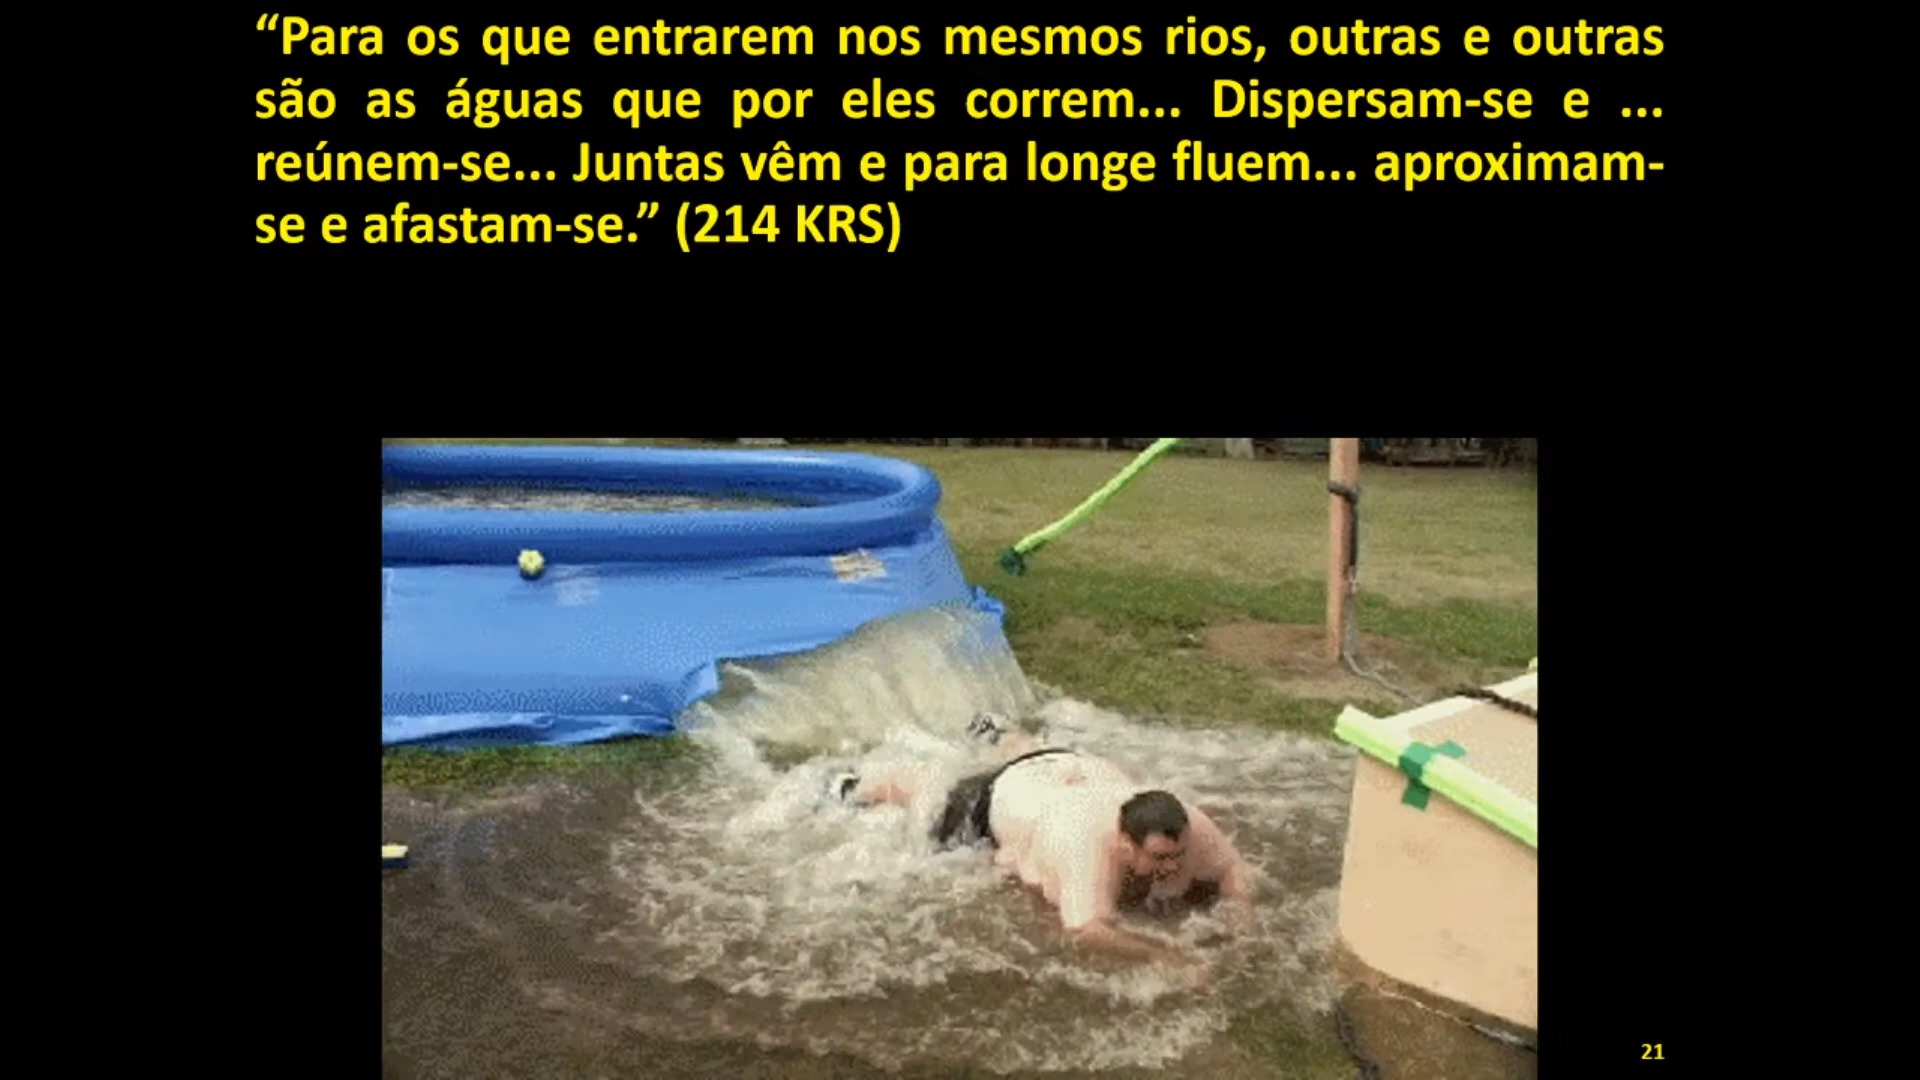 “Para os que entrarem nos mesmos rios, outras e outras
são as águas que por eles correm... Dispersam-se e ...
reúnem-se... Juntas vêm e para longe fluem... aproximam-
se e afastam-se.” (214 KRS)
21